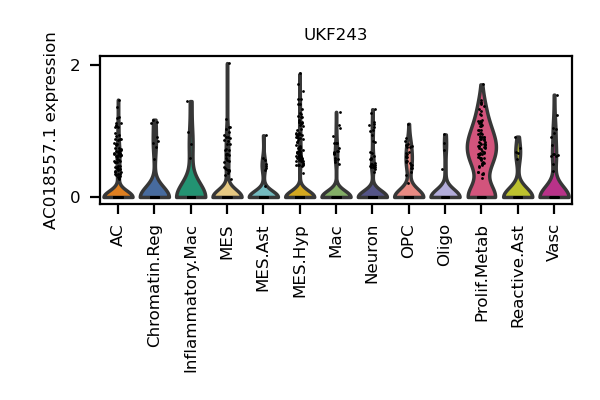 UKF243
AC018557.1 expression
2
0
AC
Chromatin.Reg
Inflammatory.Mac
MES
MES.Ast
MES.Hyp
Mac
Neuron
OPC
Oligo
Prolif.Metab
Reactive.Ast
Vasc